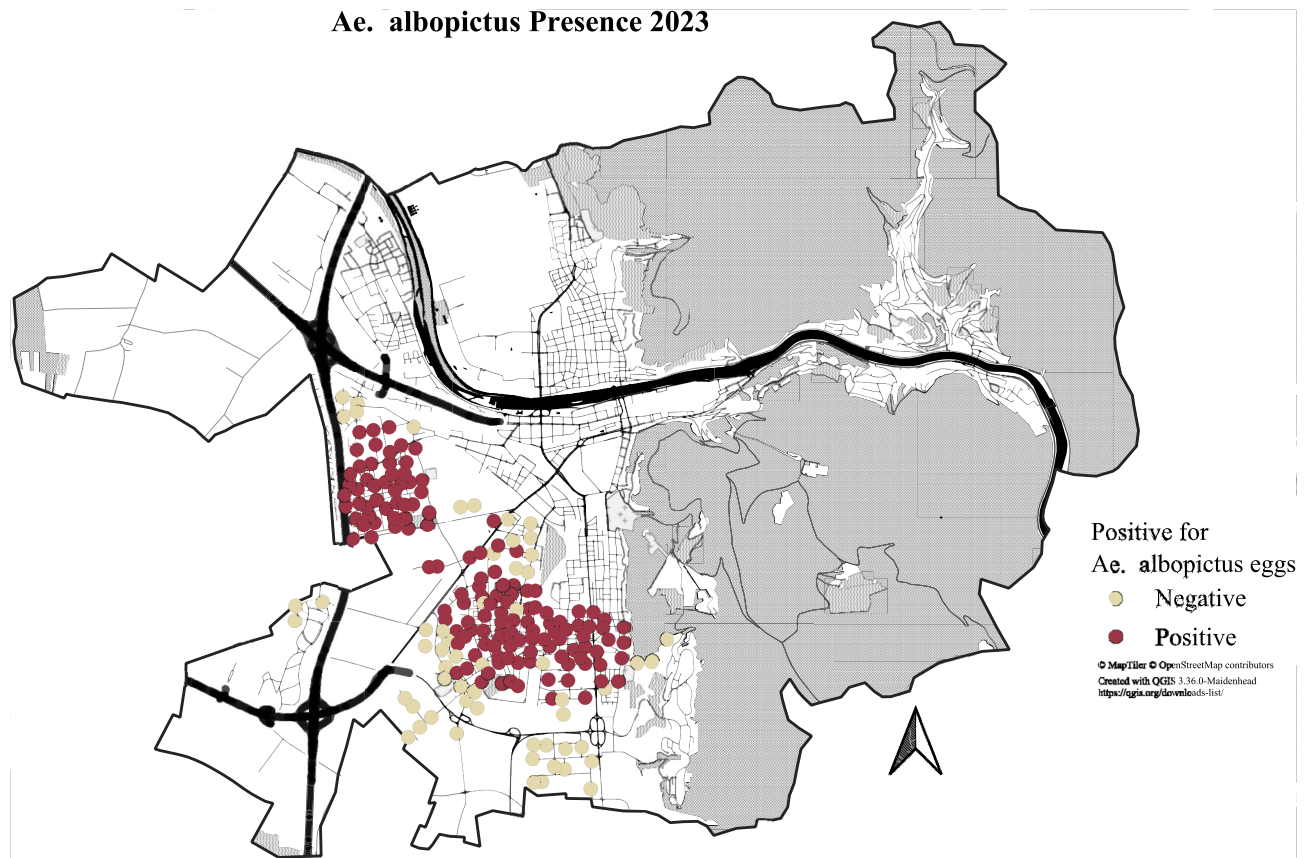 Ae. albopictus Presence 2023
Positive for
Ae. albopictus eggs
Negative
Positive
© MapTiler © OpenStreetMap contributors
Created with QGIS 3.36.0-Maidenhead
https://qgis.org/downloads-list/